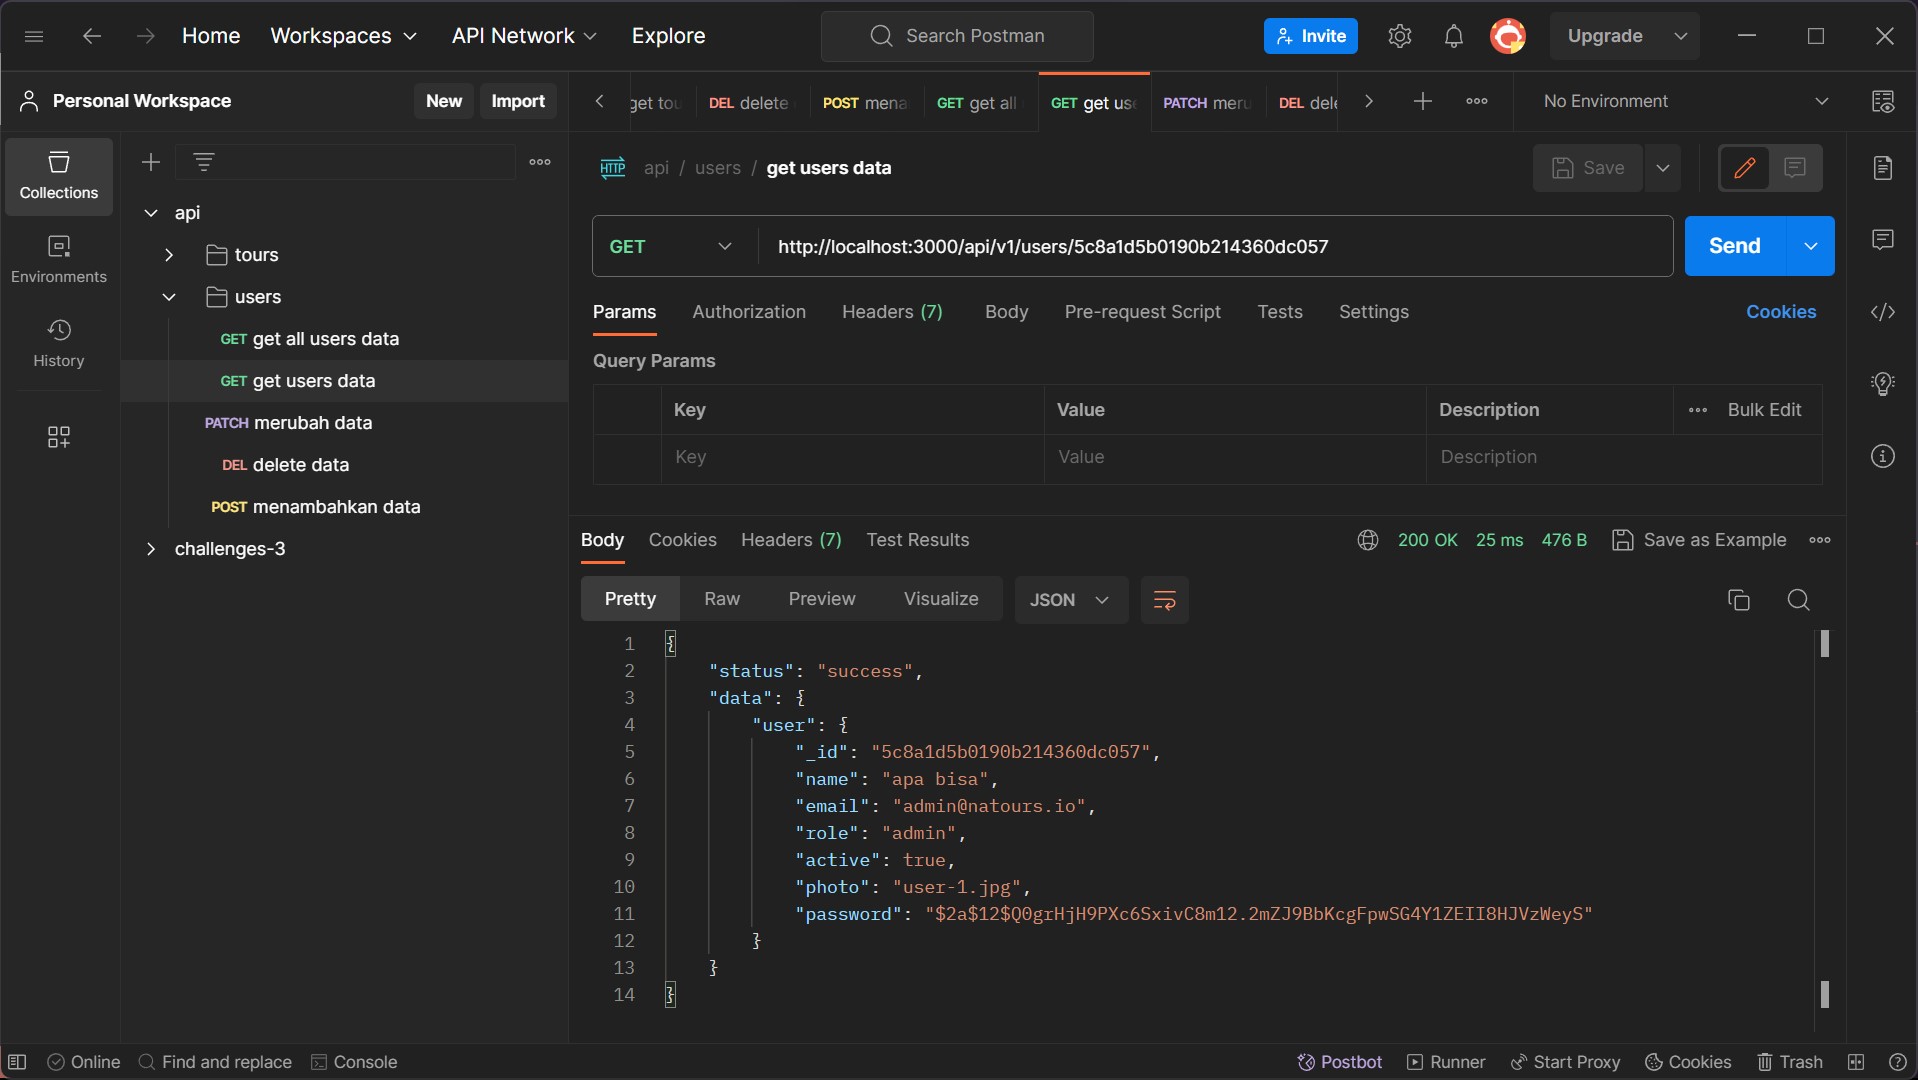 Home Workspaces API Network Explore Search Postman Invite Upgrade
Personal Workspace New Import
get tou DEL delete POST mena GET get all GET get use PATCH meru DEL dele No Environment
Collections
Environments
History
api
tours
users
GET get all users data
GET get users data
PATCH merubah data
DEL delete data
POST menambahkan data
challenges-3
HTTP api / users / get users data Save
GET http://localhost:3000/api/v1/users/5c8a1d5b0190b214360dc057 Send
Params Authorization Headers (7) Body Pre-request Script Tests Settings Cookies
Query Params
Key Value Description Bulk Edit
Key Value Description
Body Cookies Headers (7) Test Results 200 OK 25 ms 476 B Save as Example
Pretty Raw Preview Visualize JSON
1 {
2 "status": "success",
3 "data": {
4 "user": {
5 "_id": "5c8a1d5b0190b214360dc057",
6 "name": "apa bisa",
7 "email": "admin@natours.io",
8 "role": "admin",
9 "active": true,
10 "photo": "user-1.jpg",
11 "password": "$2a$12$Q0grHjH9PXc6SxivC8m12.2mZJ9BbKcgFpwSG4Y1ZEII8HJVzWeyS"
12 }
13 }
14 }
Online Find and replace Console Postbot Runner Start Proxy Cookies Trash